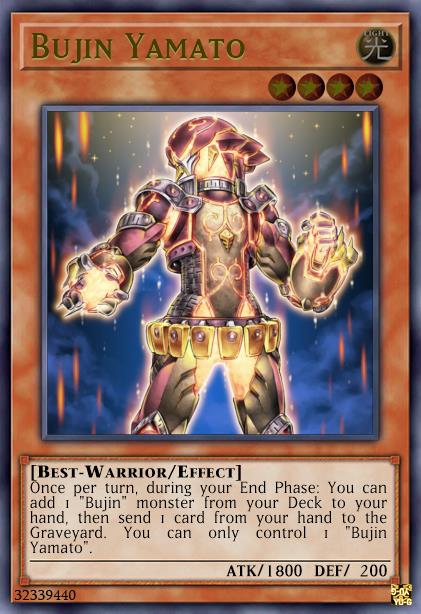 Bujin Yamato
LIGHT
光
[Best-Warrior/Effect]
Once per turn, during your End Phase: You can
add 1 "Bujin" monster from your Deck to your
hand, then send 1 card from your hand to the
Graveyard. You can only control 1 "Bujin
Yamato".
ATK/1800 DEF/ 200
32339440